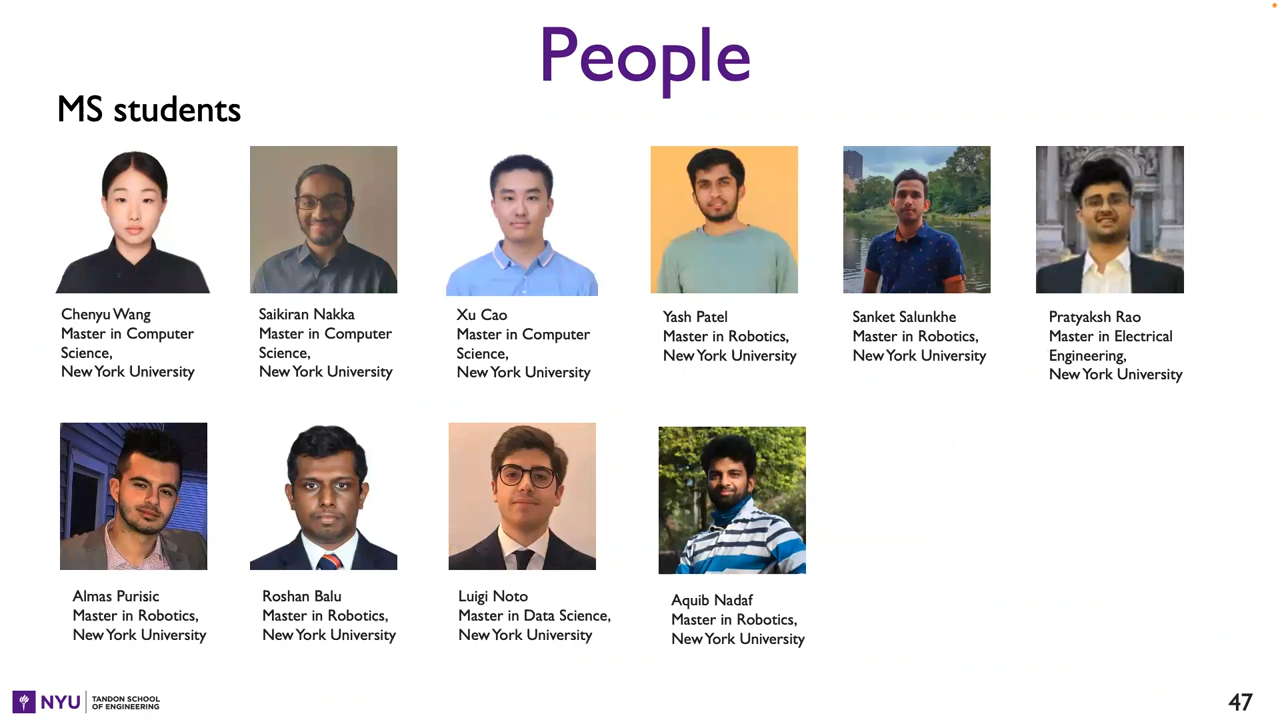 People
MS students
Chenyu Wang
Master in Computer
Science,
New York University
Saikiran Nakka
Master in Computer
Science,
New York University
Xu Cao
Master in Computer
Science,
New York University
Yash Patel
Master in Robotics,
New York University
Sanket Salunkhe
Master in Robotics,
New York University
Pratyaksh Rao
Master in Electrical
Engineering,
New York University
Almas Purisic
Master in Robotics,
New York University
Roshan Balu
Master in Robotics,
New York University
Luigi Noto
Master in Data Science,
New York University
Aquib Nadaf
Master in Robotics,
New York University
NYU
TANDON SCHOOL
OF ENGINEERING
47